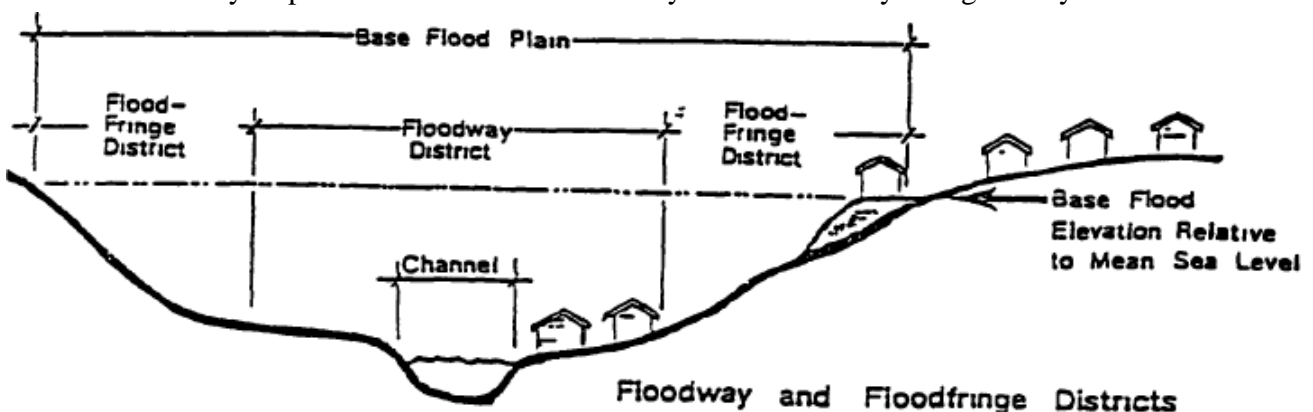 Base Flood Plain
Flood-
Fringe
District
Floodway
District
Flood-
Fringe
District
Base Flood
Elevation Relative
to Mean Sea Level
Channel
Floodway and Floodfringe Districts